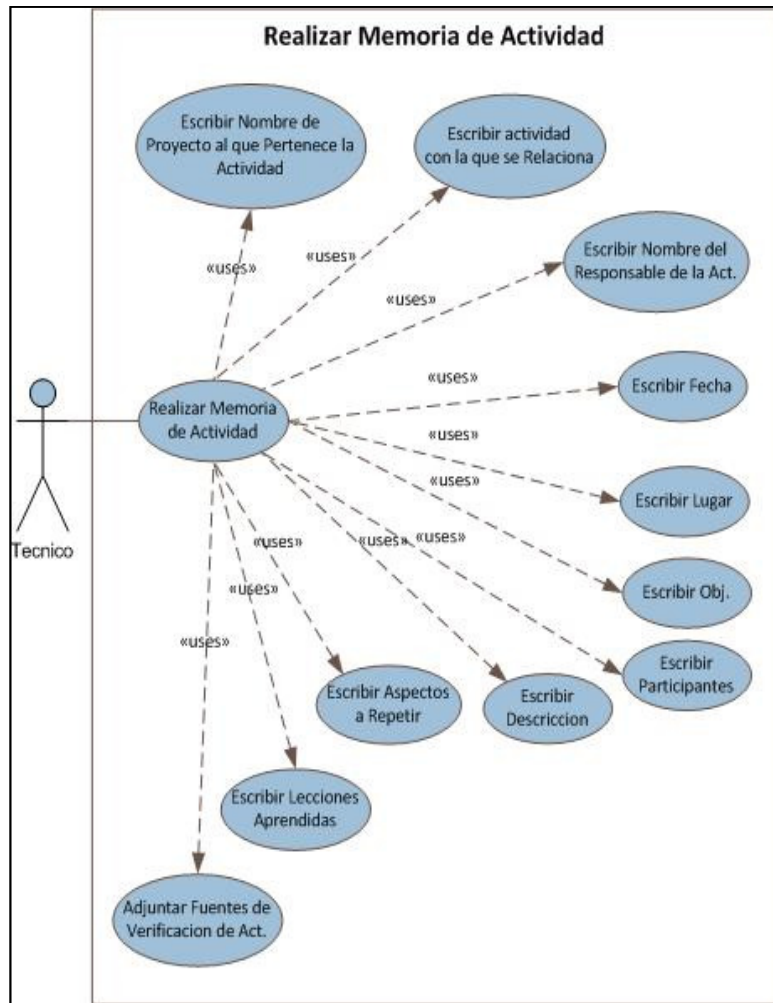 Realizar Memoria de Actividad
Escribir Nombre de
Proyecto al que Pertenece la
Actividad
Escribir actividad
con la que se Relaciona
«uses»
«uses»
Escribir Nombre del
Responsable de la Act.
«uses»
«uses»
Escribir Fecha
Realizar Memoria
de Actividad
«uses»
Escribir Lugar
«uses»
Tecnico
«uses»
«uses»
«uses»
Escribir Obj.
«uses»
«uses»
Escribir
Participantes
Escribir Aspectos
a Repetir
Escribir
Descriccion
Escribir Lecciones
Aprendidas
Adjuntar Fuentes de
Verificacion de Act.